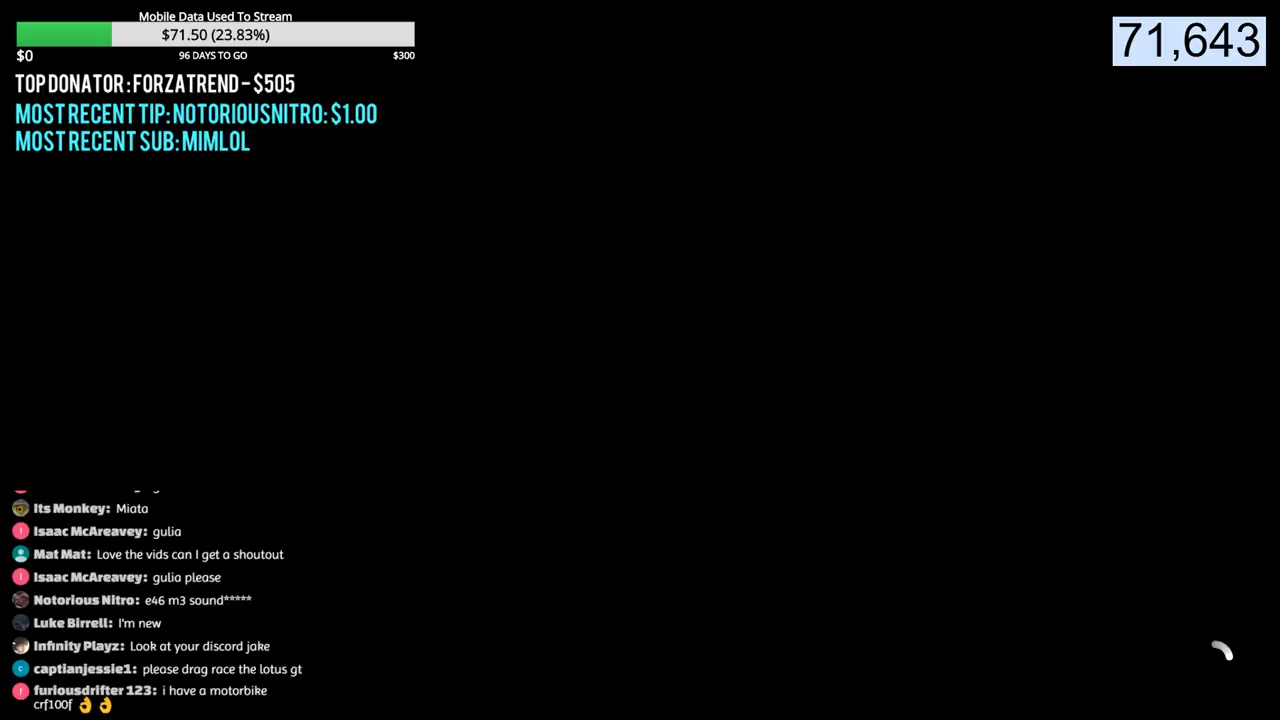 Mobile Data Used To Stream
$71.50 (23.83%)
$0 96 DAYS TO GO $300
71,643
TOP DONATOR : FORZATREND - $505
MOST RECENT TIP: NOTORIOUSNITRO: $1.00
MOST RECENT SUB: MIMLOL
Its Monkey: Miata
I Isaac McAreavey: gulia
Mat Mat: Love the vids can I get a shoutout
I Isaac McAreavey: gulia please
Notorious Nitro: e46 m3 sound*****
Luke Birrell: I'm new
Infinity Playz: Look at your discord jake
c captianjessie1: please drag race the lotus gt
f furiousdrifter 123: i have a motorbike
crf100f 👌 👌